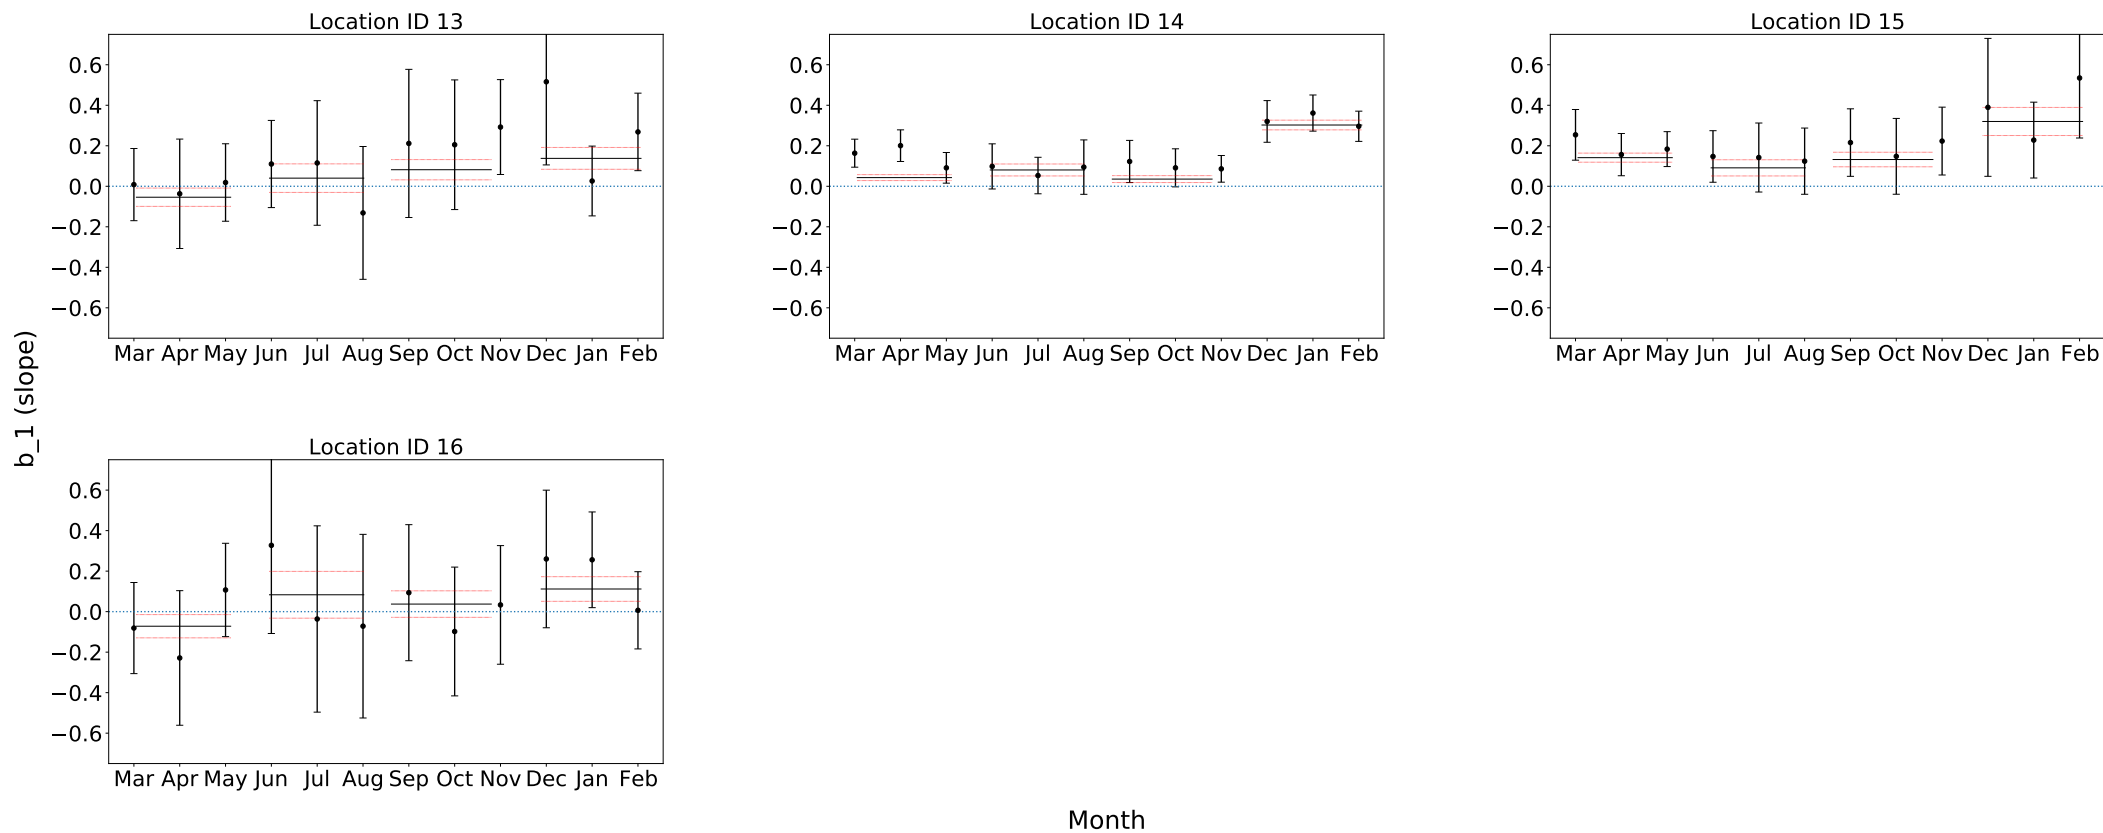 Location ID 13
0.6
0.4
0.2
0.0
−0.2
−0.4
−0.6
Mar Apr May Jun Jul Aug Sep Oct Nov Dec Jan Feb
Location ID 14
0.6
0.4
0.2
0.0
−0.2
−0.4
−0.6
Mar Apr May Jun Jul Aug Sep Oct Nov Dec Jan Feb
Location ID 15
0.6
0.4
0.2
0.0
−0.2
−0.4
−0.6
Mar Apr May Jun Jul Aug Sep Oct Nov Dec Jan Feb
b_1 (slope)
Location ID 16
0.6
0.4
0.2
0.0
−0.2
−0.4
−0.6
Mar Apr May Jun Jul Aug Sep Oct Nov Dec Jan Feb
Month